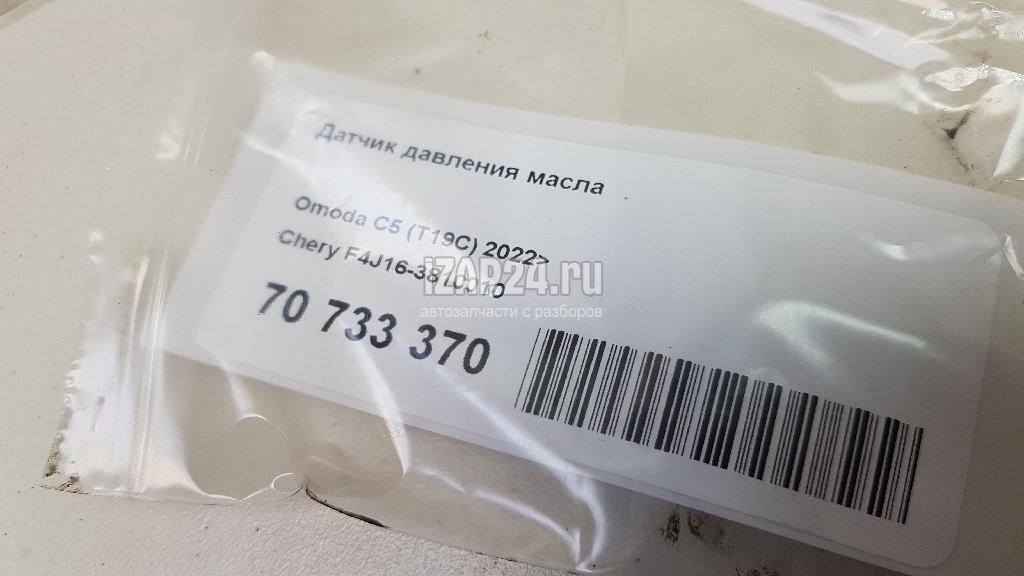 Датчик давления масла
Omoda C5 (T19C) 2022>
Chery F4J16-3810010
iZAP24.ru
автозапчасти с разборов
70 733 370